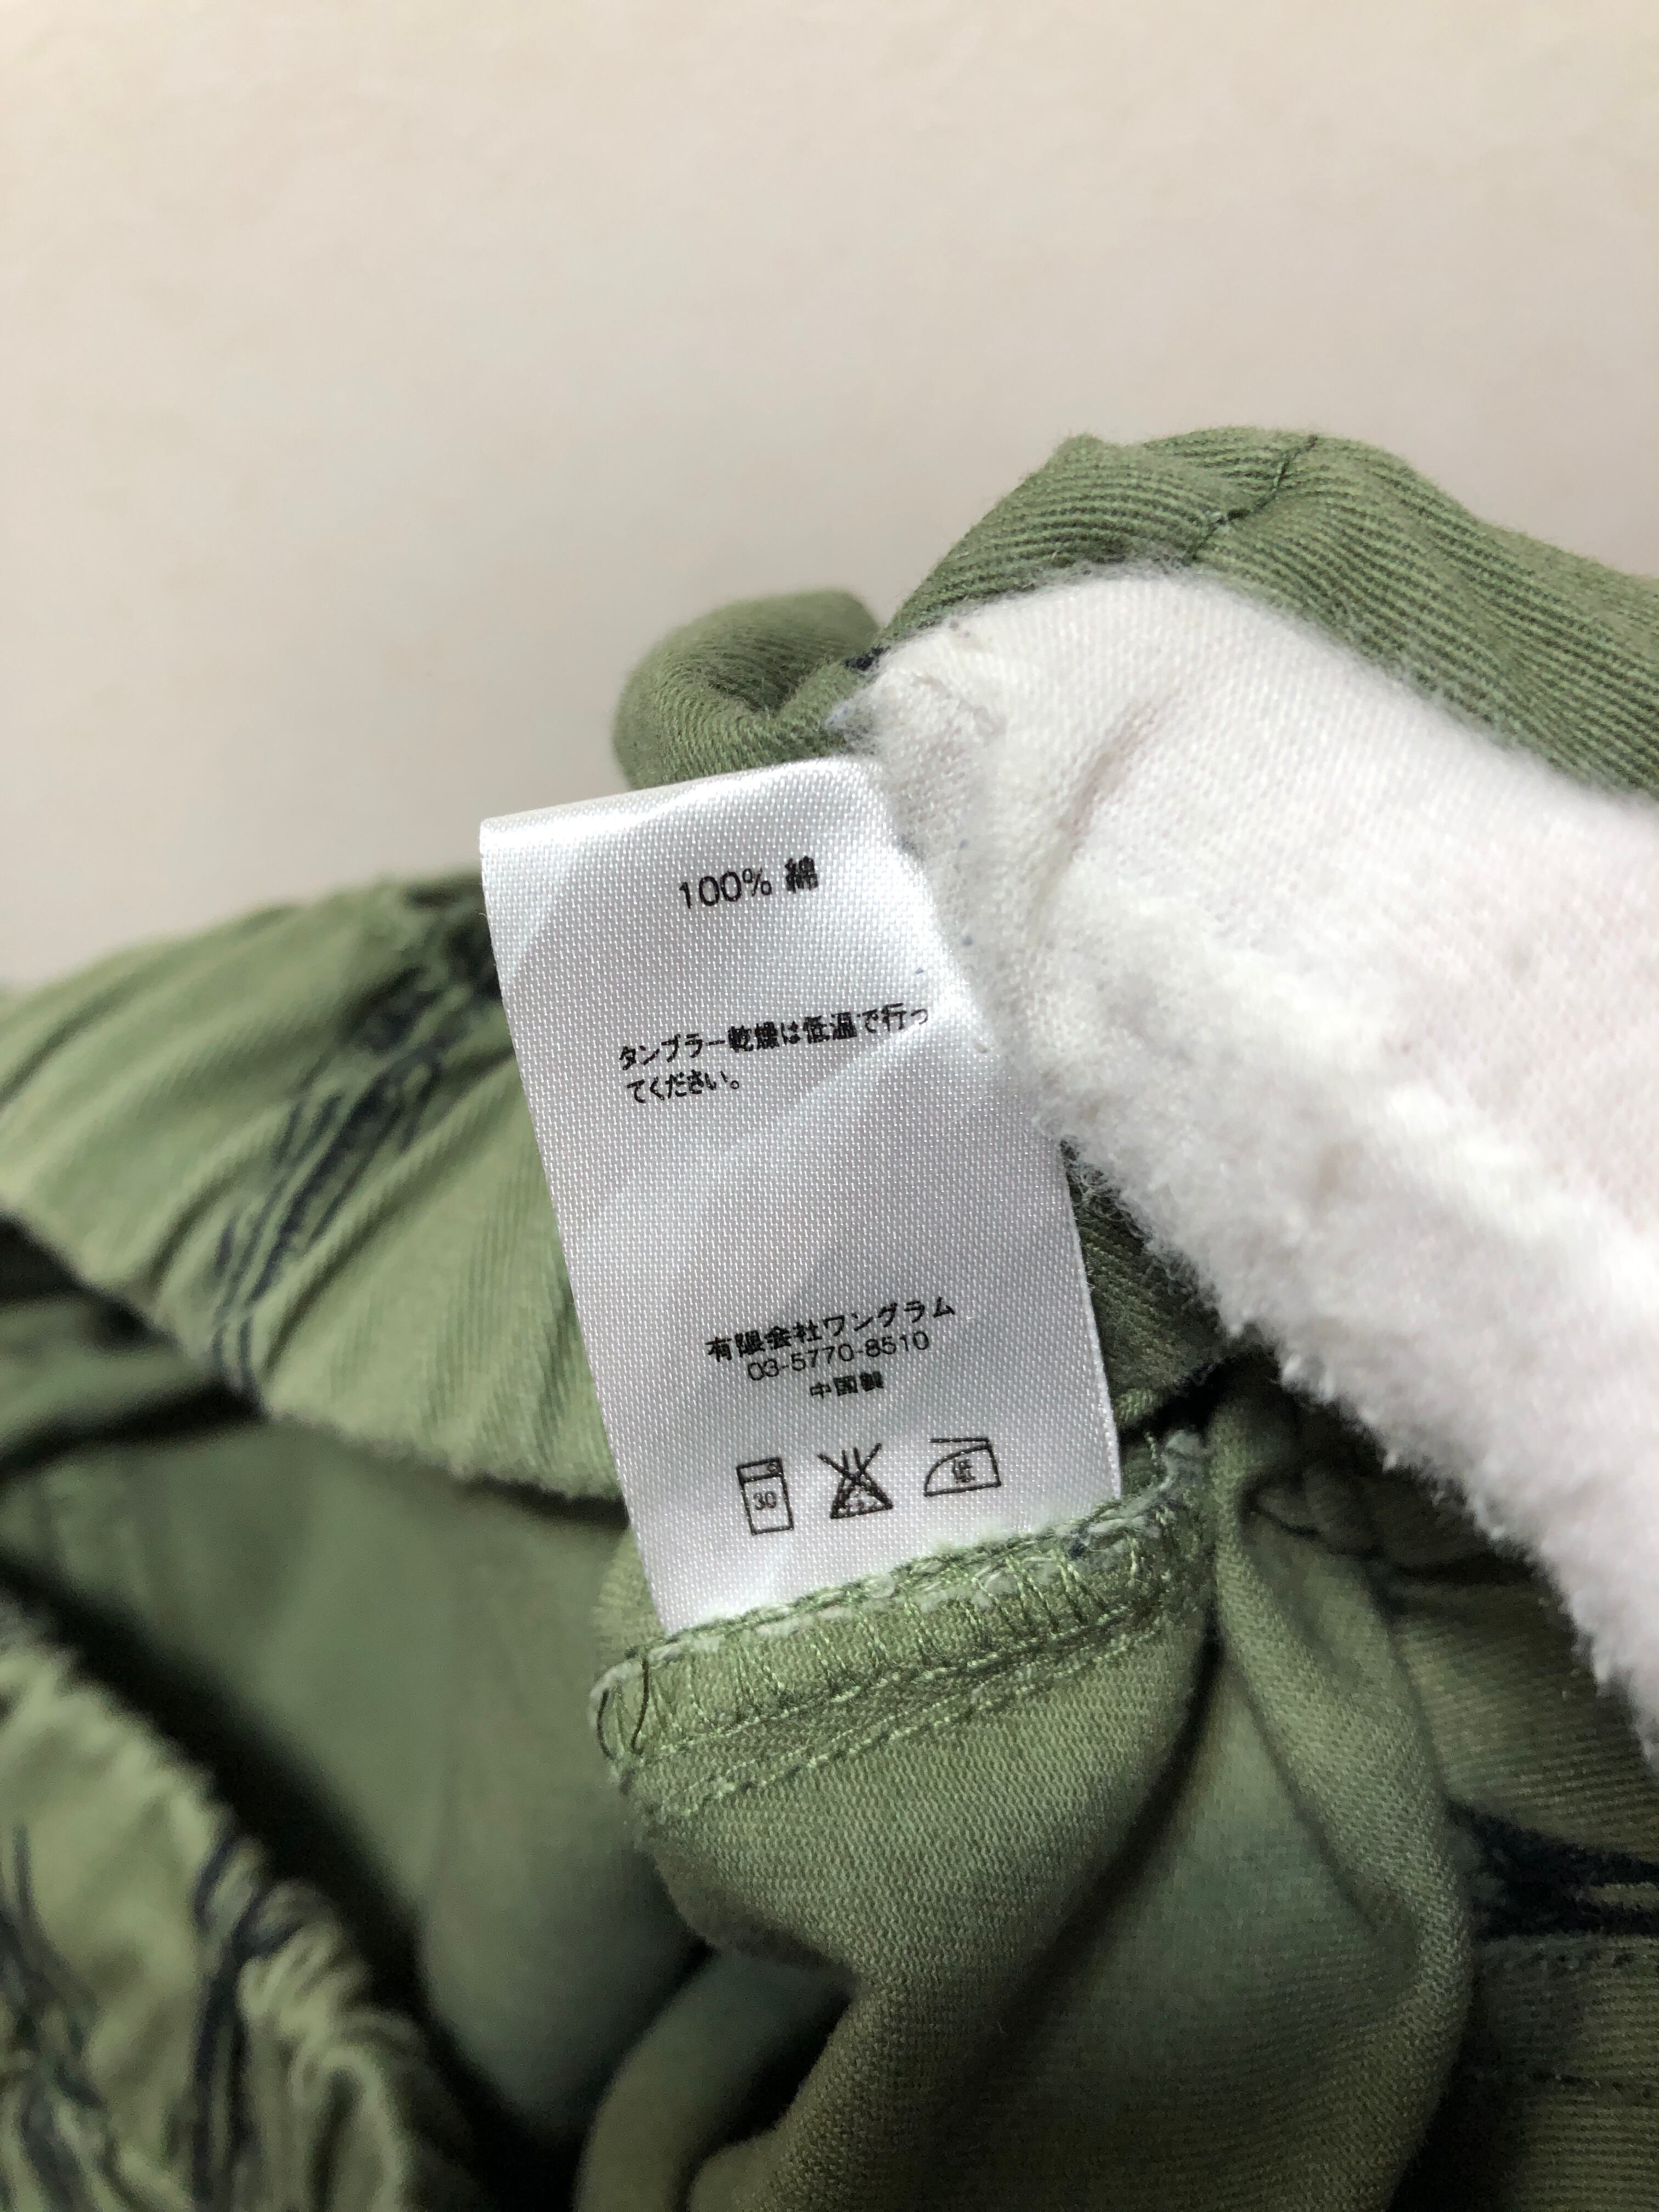 100% 綿
タンブラー乾燥は低温で行っ
てください。
有限会社ワングラム
03-5770-8510
中国製
30
低